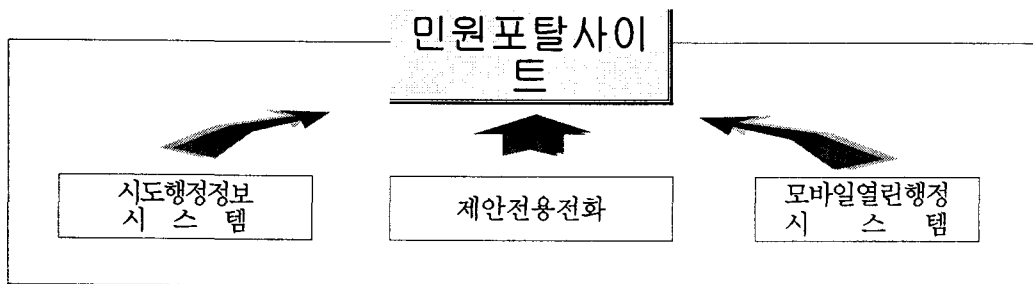 민원포탈사이
트
시도행정정보
시 스 템
제안전용전화
모바일열린행정
시 스 템